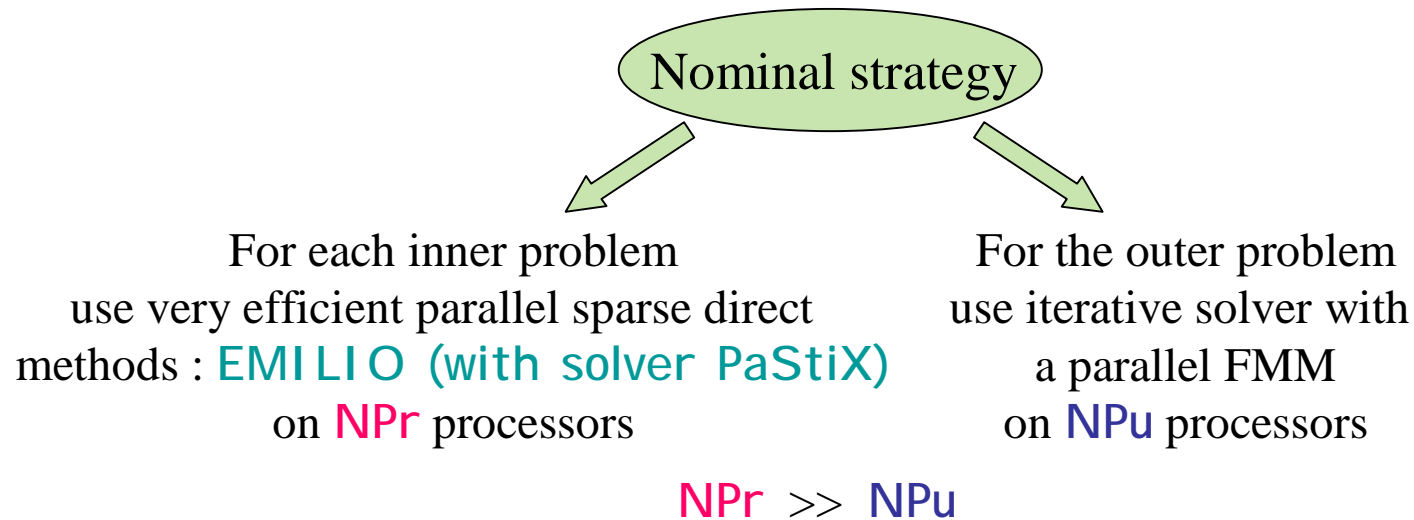 Nominal strategy
For each inner problem
use very efficient parallel sparse direct
methods : EMILIO (with solver PaStiX)
on NPr processors
For the outer problem
use iterative solver with
a parallel FMM
on NPu processors
NPr >> NPu